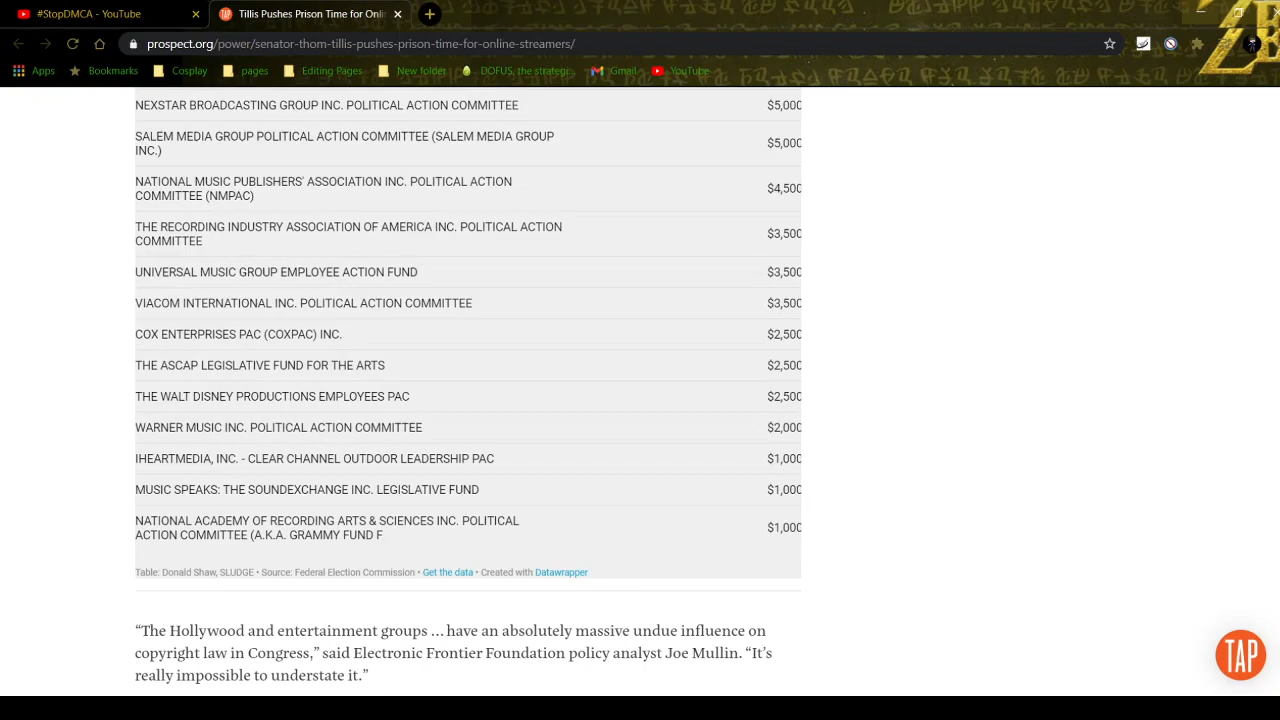 #StopDMCA - YouTube
Tillis Pushes Prison Time for Onlin
prospect.org/power/senator-thom-tillis-pushes-prison-time-for-online-streamers/
Apps Bookmarks Cosplay pages Editing Pages New folder DOFUS, the strategi... Gmail YouTube
NEXSTAR BROADCASTING GROUP INC. POLITICAL ACTION COMMITTEE $5,000
SALEM MEDIA GROUP POLITICAL ACTION COMMITTEE (SALEM MEDIA GROUP
INC.) $5,000
NATIONAL MUSIC PUBLISHERS' ASSOCIATION INC. POLITICAL ACTION
COMMITTEE (NMPAC) $4,500
THE RECORDING INDUSTRY ASSOCIATION OF AMERICA INC. POLITICAL ACTION
COMMITTEE $3,500
UNIVERSAL MUSIC GROUP EMPLOYEE ACTION FUND $3,500
VIACOM INTERNATIONAL INC. POLITICAL ACTION COMMITTEE $3,500
COX ENTERPRISES PAC (COXPAC) INC. $2,500
THE ASCAP LEGISLATIVE FUND FOR THE ARTS $2,500
THE WALT DISNEY PRODUCTIONS EMPLOYEES PAC $2,500
WARNER MUSIC INC. POLITICAL ACTION COMMITTEE $2,000
IHEARTMEDIA, INC. - CLEAR CHANNEL OUTDOOR LEADERSHIP PAC $1,000
MUSIC SPEAKS: THE SOUNDEXCHANGE INC. LEGISLATIVE FUND $1,000
NATIONAL ACADEMY OF RECORDING ARTS & SCIENCES INC. POLITICAL
ACTION COMMITTEE (A.K.A. GRAMMY FUND F $1,000
Table: Donald Shaw, SLUDGE • Source: Federal Election Commission • Get the data • Created with Datawrapper
“The Hollywood and entertainment groups … have an absolutely massive undue influence on
copyright law in Congress,” said Electronic Frontier Foundation policy analyst Joe Mullin. “It’s
really impossible to understate it.”
TAP